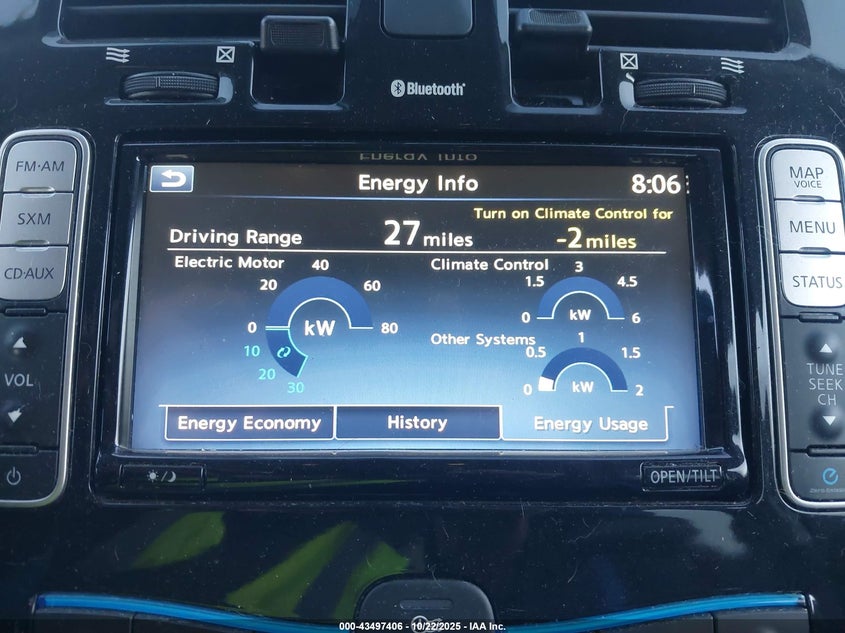 Bluetooth®
FM·AM
SXM
CD·AUX
VOL
Energy Info
Energy Info
8:06
Turn on Climate Control for
Driving Range
27 miles
-2 miles
Electric Motor
0
20
40
60
80
kW
10
20
30
Climate Control
0
1.5
3
4.5
6
kW
Other Systems
0
0.5
1
1.5
2
kW
Energy Economy
History
Energy Usage
MAP
VOICE
MENU
STATUS
TUNE
SEEK
CH
OPEN/TILT
000-43497406 - 10/22/2025 - IAA Inc.